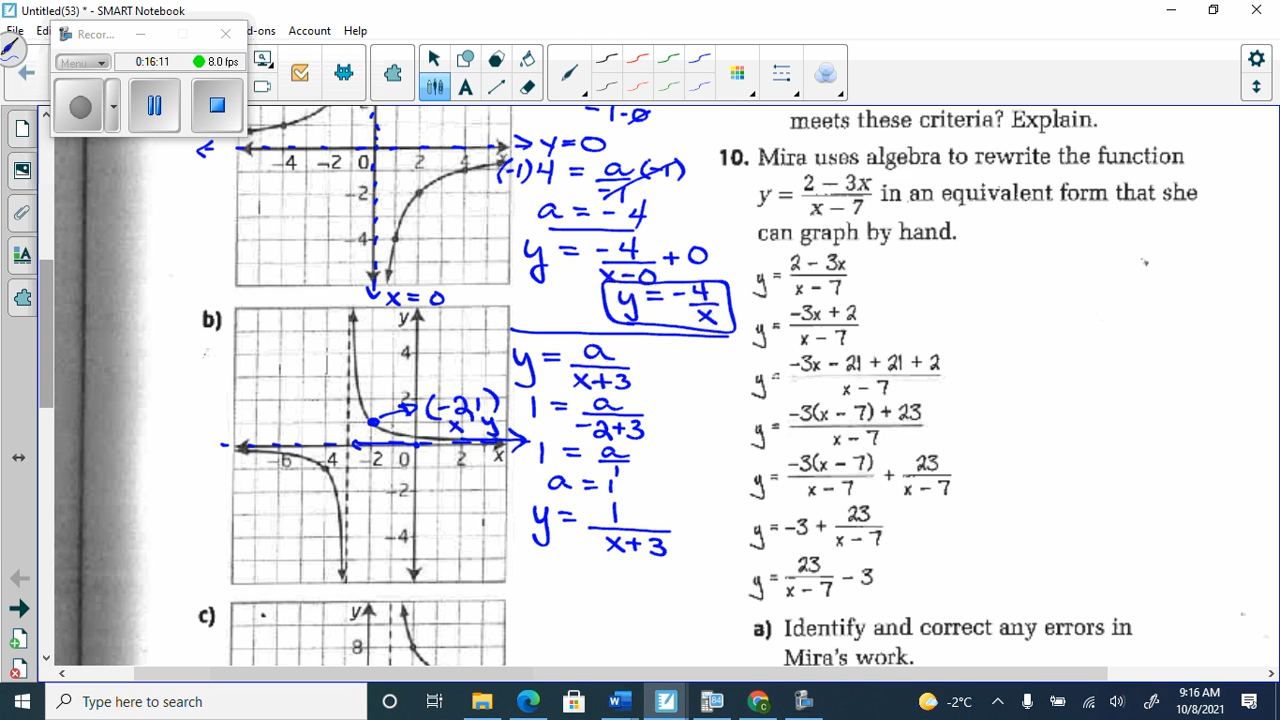 Untitled(53) * - SMART Notebook
File
d-ons Account Help
Recor...
Menu 0:16:11 8.0 fps
meets these criteria? Explain.
10. Mira uses algebra to rewrite the function
y = (2 − 3x)/(x − 7) in an equivalent form that she
can graph by hand.
y = (2 − 3x)/(x − 7)
y = (−3x + 2)/(x − 7)
y = (−3x − 21 + 21 + 2)/(x − 7)
y = (−3(x − 7) + 23)/(x − 7)
y = −3(x − 7)/(x − 7) + 23/(x − 7)
y = −3 + 23/(x − 7)
y = 23/(x − 7) − 3
a) Identify and correct any errors in
Mira's work.
-4 -2 0 2 4
-2
-4
x = 0
-1-0
y = 0
(-1)4 = a/-1 (-1)
a = -4
y = -4/(x-0) + 0
y = -4/x
b)
y
4
2
-6 -4 -2 0 2 x
-2
-4
(-2,1)
x y
y = a/(x+3)
1 = a/(-2+3)
1 = a/1
a = 1
y = 1/(x+3)
c)
y
8
Type here to search
-2°C
9:16 AM
10/8/2021